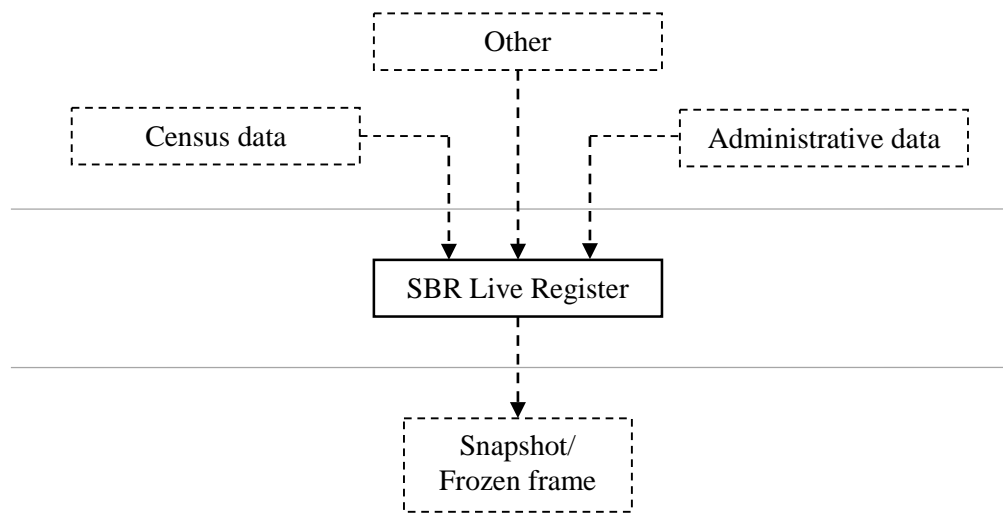 Other
Census data
Administrative data
SBR Live Register
Snapshot/
Frozen frame